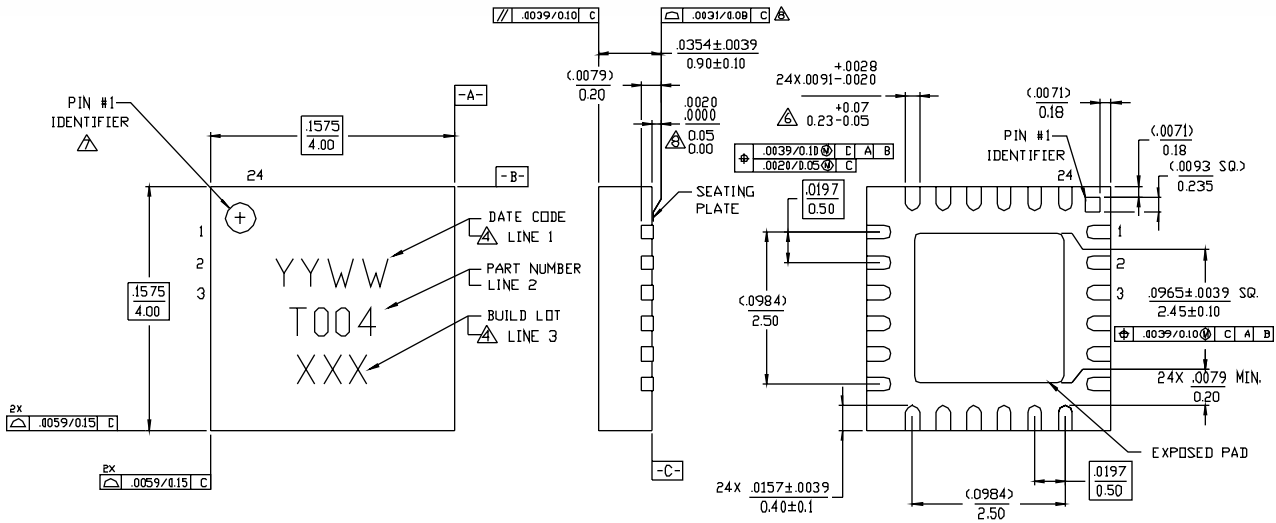 // .0039/0.10 C
.0031/0.08 C 8
.0354±.0039
0.90±0.10
(.0079)
0.20
.0020
.0000
0.05
0.00
8
SEATING
PLATE
-C-
PIN #1
IDENTIFIER
7
-A-
.1575
4.00
24
-B-
1
2
3
.1575
4.00
YYWW
T004
XXX
DATE CODE
4 LINE 1
PART NUMBER
LINE 2
BUILD LOT
4 LINE 3
2X
.0059/0.15 C
2X
.0059/0.15 C
+.0028
24X.0091-.0020
+0.07
6 0.23-0.05
.0039/0.10 M C A B
.0020/0.05 M C
.0197
0.50
(.0071)
0.18
PIN #1
IDENTIFIER
24
(.0071)
0.18
(.0093 SQ.)
0.235
1
2
3
(.0984)
2.50
.0965±.0039 SQ.
2.45±0.10
.0039/0.10 M C A B
24X .0079 MIN.
0.20
EXPOSED PAD
.0197
0.50
24X .0157±.0039
0.40±0.1
(.0984)
2.50